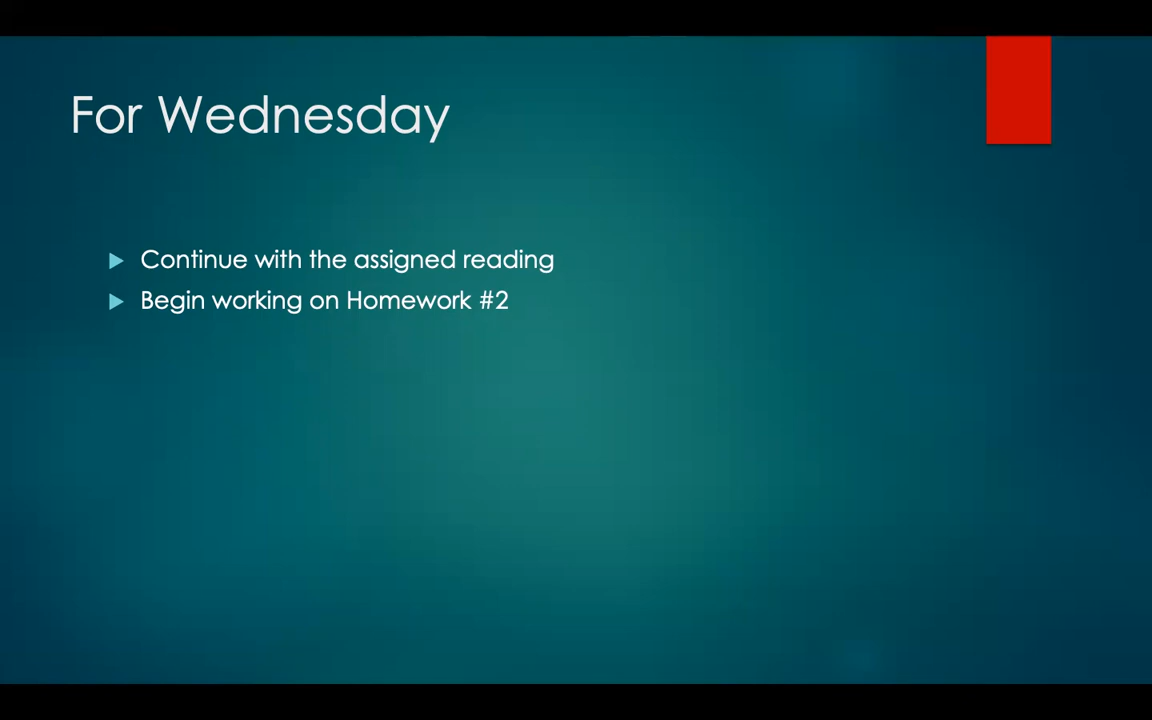 For Wednesday
Continue with the assigned reading
Begin working on Homework #2